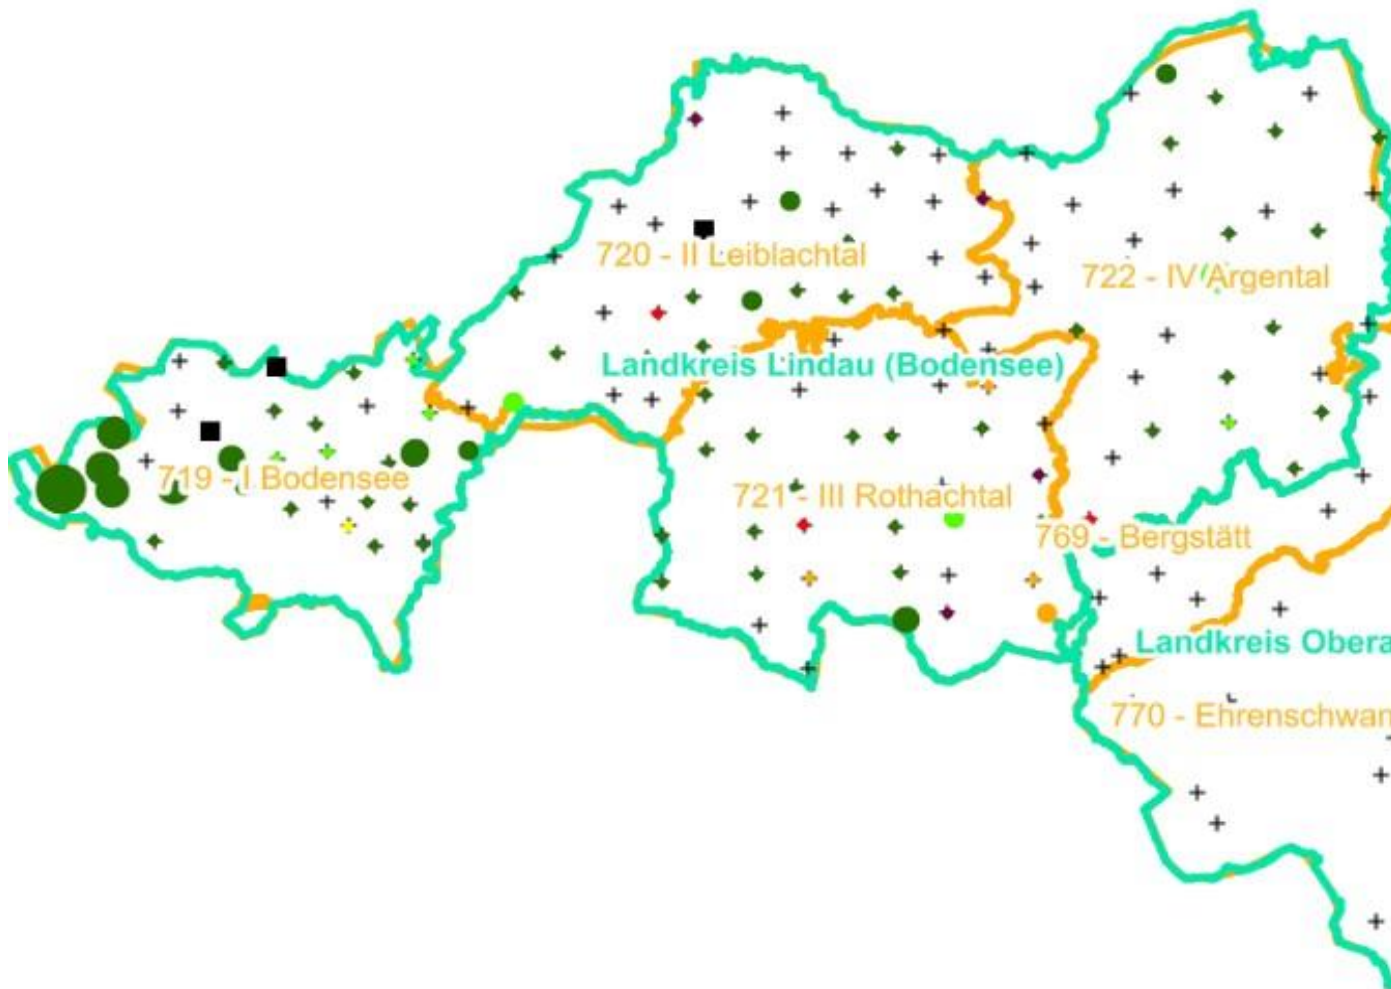 720 - II Leiblachtal
722 - IV Argental
Landkreis Lindau (Bodensee)
719 - I Bodensee
721 - III Rothachtal
769 - Bergstätt
Landkreis Obera
770 - Ehrenschwan